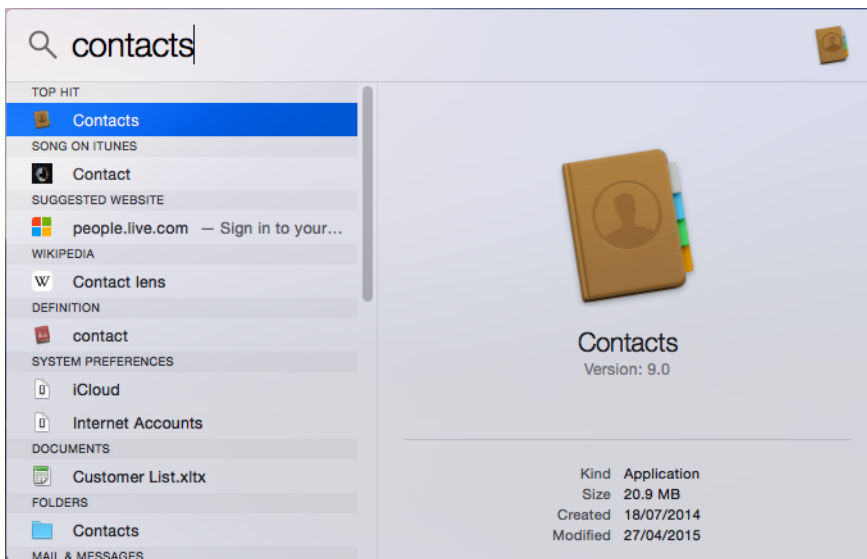 contacts
TOP HIT
Contacts
SONG ON ITUNES
Contact
SUGGESTED WEBSITE
people.live.com — Sign in to your...
WIKIPEDIA
W Contact lens
DEFINITION
contact
SYSTEM PREFERENCES
iCloud
Internet Accounts
DOCUMENTS
Customer List.xltx
FOLDERS
Contacts
MAIL & MESSAGES
Contacts
Version: 9.0
Kind Application
Size 20.9 MB
Created 18/07/2014
Modified 27/04/2015